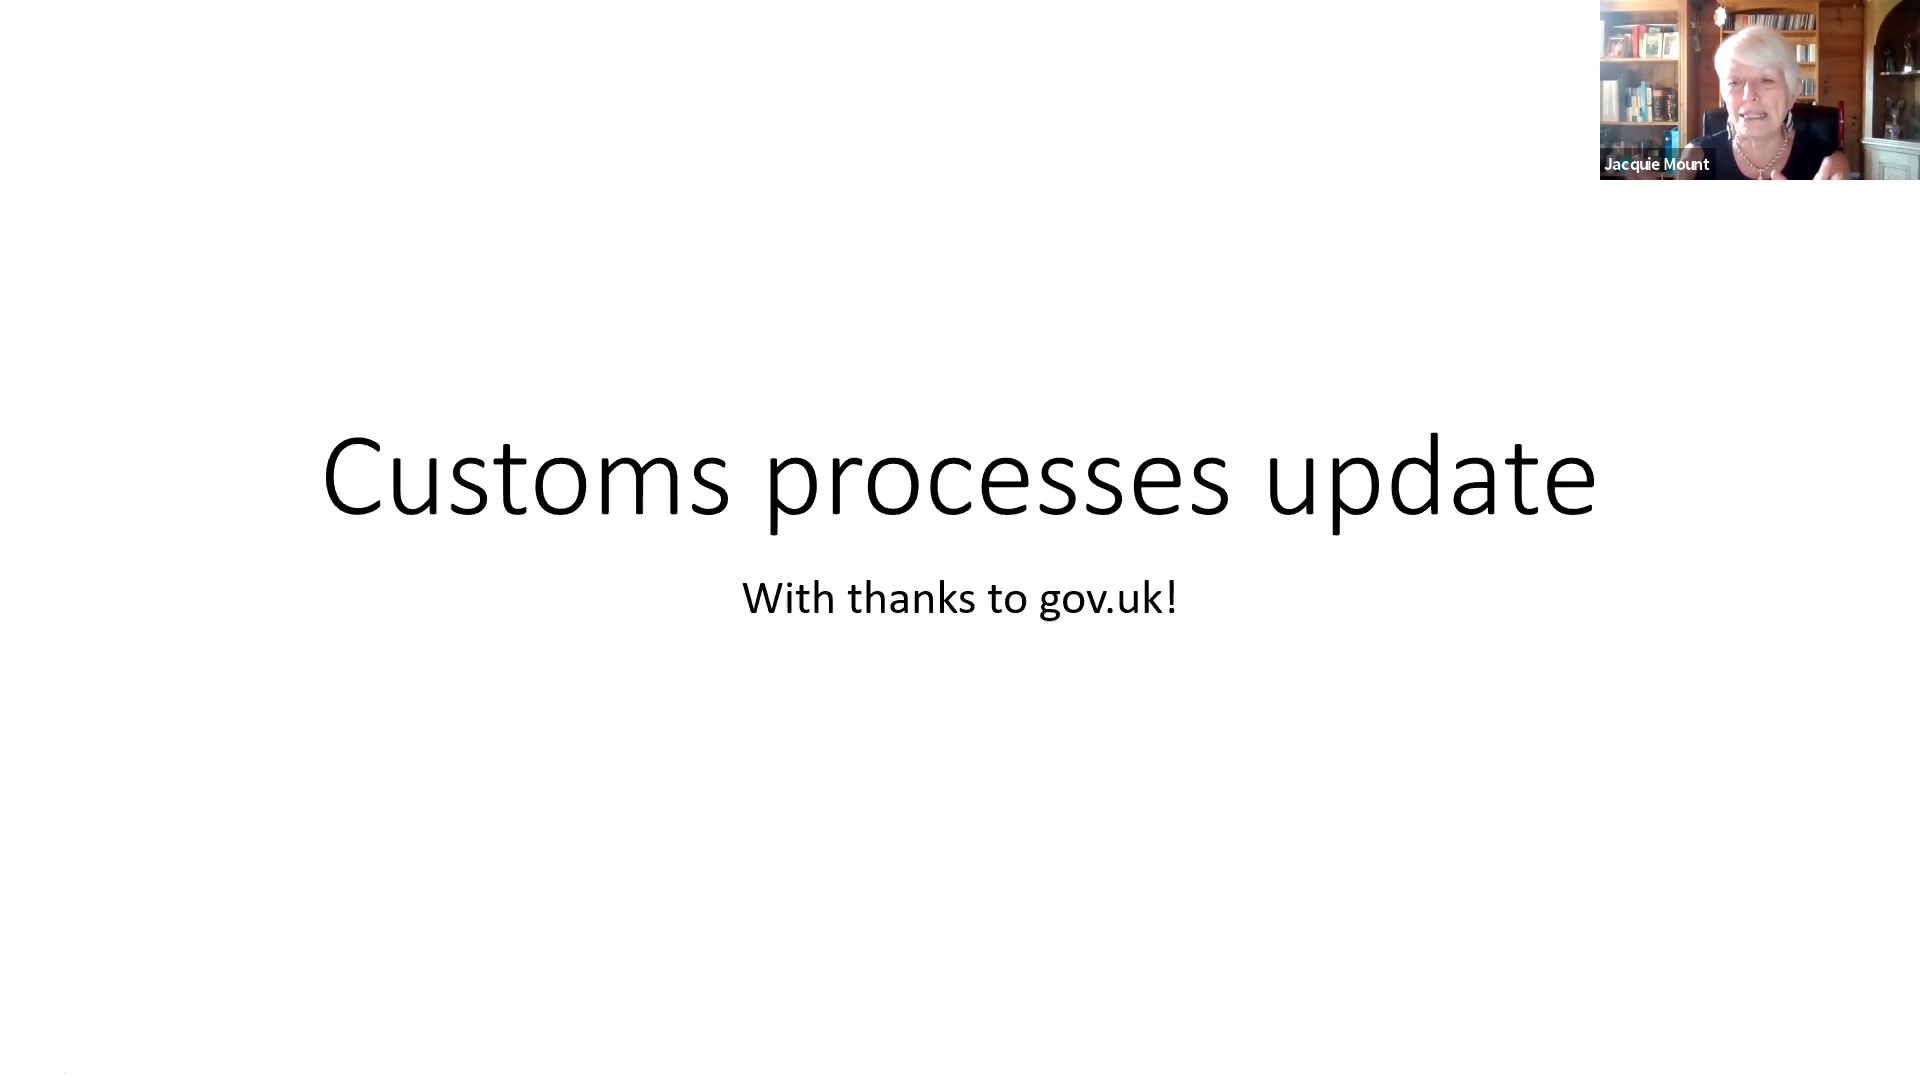 Jacquie Mount
Customs processes update
With thanks to gov.uk!